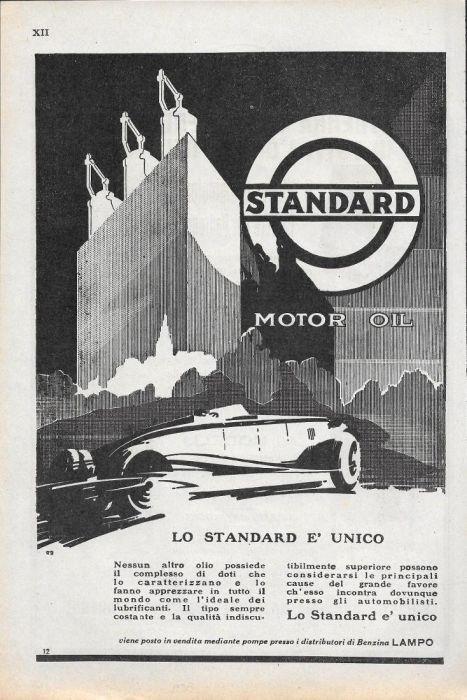 XII
STANDARD
MOTOR OIL
LO STANDARD E' UNICO
Nessun altro olio possiede
il complesso di doti che
lo caratterizzano e lo
fanno apprezzare in tutto il
mondo come l'ideale dei
lubrificanti. Il tipo sempre
costante e la qualità indiscu-
tibilmente superiore possono
considerarsi le principali
cause del grande favore
ch'esso incontra dovunque
presso gli automobilisti.
Lo Standard e' unico
viene posto in vendita mediante pompe presso i distributori di Benzina LAMPO
12